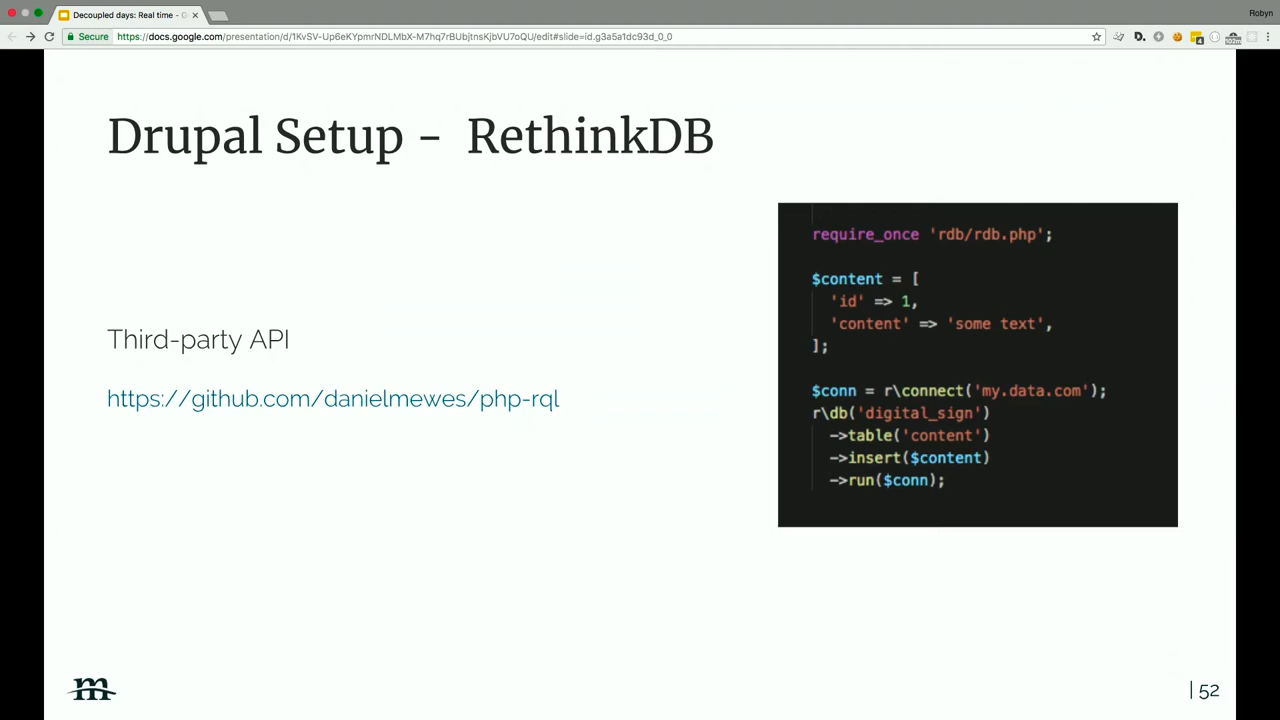 Decoupled days: Real time - G
Robyn
Secure
https://docs.google.com/presentation/d/1KvSV-Up6eKYpmrNDLMbX-M7hq7rBUbjtnsKjbVU7oQU/edit#slide=id.g3a5a1dc93d_0_0
Drupal Setup - RethinkDB
Third-party API
https://github.com/danielmewes/php-rql
require_once 'rdb/rdb.php';
$content = [
'id' => 1,
'content' => 'some text',
];
$conn = r\connect('my.data.com');
r\db('digital_sign')
->table('content')
->insert($content)
->run($conn);
m
| 52